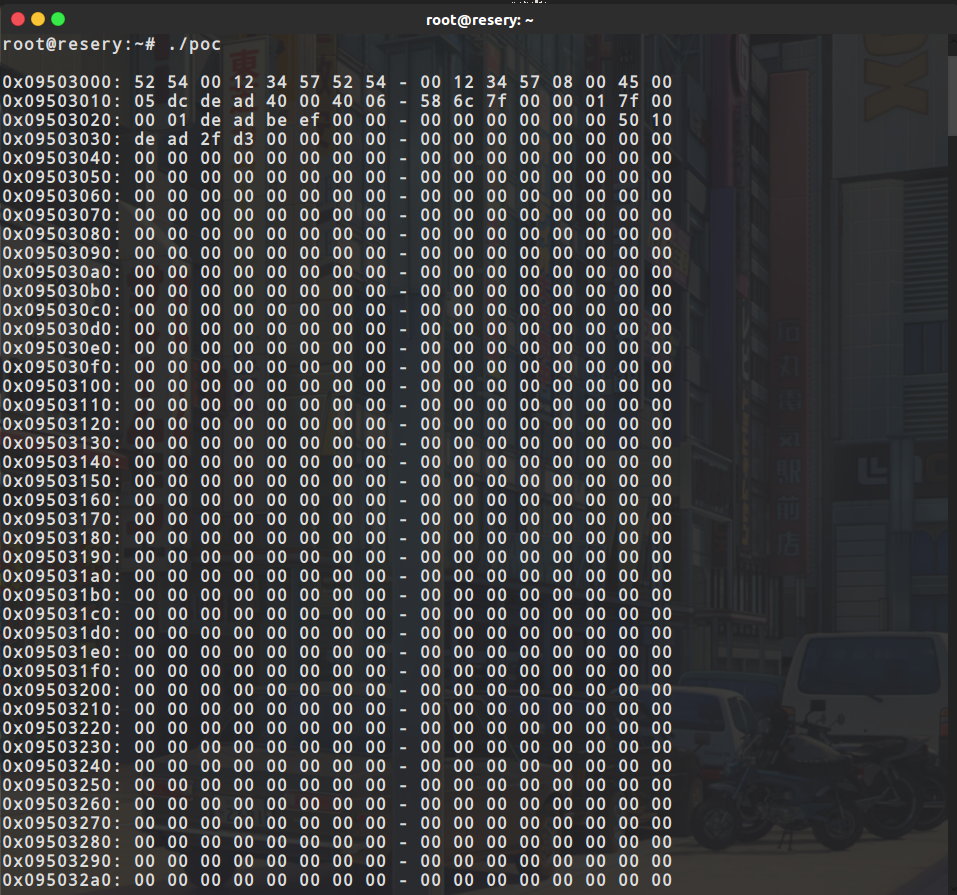 root@resery: ~
root@resery:~# ./poc
0x09503000: 52 54 00 12 34 57 52 54 - 00 12 34 57 08 00 45 00
0x09503010: 05 dc de ad 40 00 40 06 - 58 6c 7f 00 00 01 7f 00
0x09503020: 00 01 de ad be ef 00 00 - 00 00 00 00 00 00 50 10
0x09503030: de ad 2f d3 00 00 00 00 - 00 00 00 00 00 00 00 00
0x09503040: 00 00 00 00 00 00 00 00 - 00 00 00 00 00 00 00 00
0x09503050: 00 00 00 00 00 00 00 00 - 00 00 00 00 00 00 00 00
0x09503060: 00 00 00 00 00 00 00 00 - 00 00 00 00 00 00 00 00
0x09503070: 00 00 00 00 00 00 00 00 - 00 00 00 00 00 00 00 00
0x09503080: 00 00 00 00 00 00 00 00 - 00 00 00 00 00 00 00 00
0x09503090: 00 00 00 00 00 00 00 00 - 00 00 00 00 00 00 00 00
0x095030a0: 00 00 00 00 00 00 00 00 - 00 00 00 00 00 00 00 00
0x095030b0: 00 00 00 00 00 00 00 00 - 00 00 00 00 00 00 00 00
0x095030c0: 00 00 00 00 00 00 00 00 - 00 00 00 00 00 00 00 00
0x095030d0: 00 00 00 00 00 00 00 00 - 00 00 00 00 00 00 00 00
0x095030e0: 00 00 00 00 00 00 00 00 - 00 00 00 00 00 00 00 00
0x095030f0: 00 00 00 00 00 00 00 00 - 00 00 00 00 00 00 00 00
0x09503100: 00 00 00 00 00 00 00 00 - 00 00 00 00 00 00 00 00
0x09503110: 00 00 00 00 00 00 00 00 - 00 00 00 00 00 00 00 00
0x09503120: 00 00 00 00 00 00 00 00 - 00 00 00 00 00 00 00 00
0x09503130: 00 00 00 00 00 00 00 00 - 00 00 00 00 00 00 00 00
0x09503140: 00 00 00 00 00 00 00 00 - 00 00 00 00 00 00 00 00
0x09503150: 00 00 00 00 00 00 00 00 - 00 00 00 00 00 00 00 00
0x09503160: 00 00 00 00 00 00 00 00 - 00 00 00 00 00 00 00 00
0x09503170: 00 00 00 00 00 00 00 00 - 00 00 00 00 00 00 00 00
0x09503180: 00 00 00 00 00 00 00 00 - 00 00 00 00 00 00 00 00
0x09503190: 00 00 00 00 00 00 00 00 - 00 00 00 00 00 00 00 00
0x095031a0: 00 00 00 00 00 00 00 00 - 00 00 00 00 00 00 00 00
0x095031b0: 00 00 00 00 00 00 00 00 - 00 00 00 00 00 00 00 00
0x095031c0: 00 00 00 00 00 00 00 00 - 00 00 00 00 00 00 00 00
0x095031d0: 00 00 00 00 00 00 00 00 - 00 00 00 00 00 00 00 00
0x095031e0: 00 00 00 00 00 00 00 00 - 00 00 00 00 00 00 00 00
0x095031f0: 00 00 00 00 00 00 00 00 - 00 00 00 00 00 00 00 00
0x09503200: 00 00 00 00 00 00 00 00 - 00 00 00 00 00 00 00 00
0x09503210: 00 00 00 00 00 00 00 00 - 00 00 00 00 00 00 00 00
0x09503220: 00 00 00 00 00 00 00 00 - 00 00 00 00 00 00 00 00
0x09503230: 00 00 00 00 00 00 00 00 - 00 00 00 00 00 00 00 00
0x09503240: 00 00 00 00 00 00 00 00 - 00 00 00 00 00 00 00 00
0x09503250: 00 00 00 00 00 00 00 00 - 00 00 00 00 00 00 00 00
0x09503260: 00 00 00 00 00 00 00 00 - 00 00 00 00 00 00 00 00
0x09503270: 00 00 00 00 00 00 00 00 - 00 00 00 00 00 00 00 00
0x09503280: 00 00 00 00 00 00 00 00 - 00 00 00 00 00 00 00 00
0x09503290: 00 00 00 00 00 00 00 00 - 00 00 00 00 00 00 00 00
0x095032a0: 00 00 00 00 00 00 00 00 - 00 00 00 00 00 00 00 00